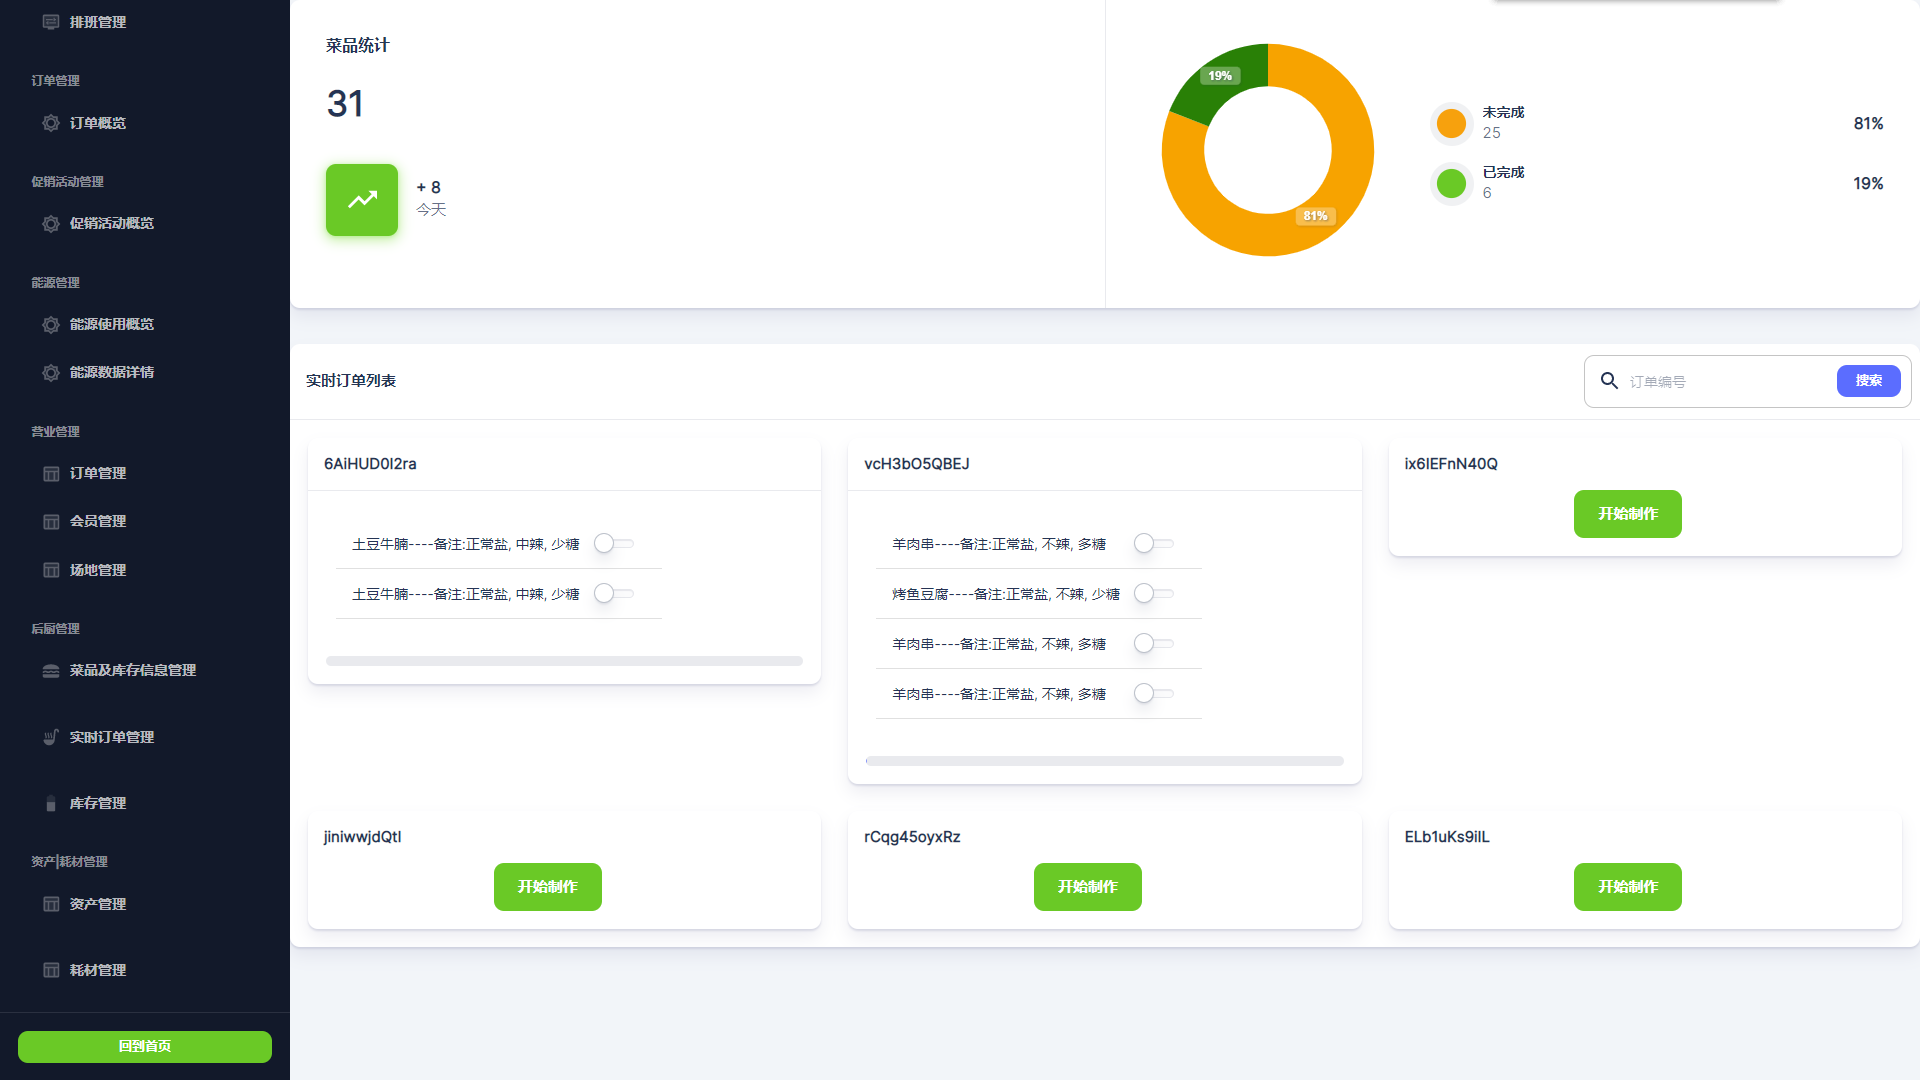 排班管理
订单管理
订单概览
促销活动管理
促销活动概览
能源管理
能源使用概览
能源数据详情
营业管理
订单管理
会员管理
场地管理
后厨管理
菜品及库存信息管理
实时订单管理
库存管理
资产|耗材管理
资产管理
耗材管理
回到首页
菜品统计
31
+ 8
今天
19%
81%
未完成
25
81%
已完成
6
19%
实时订单列表
订单编号
搜索
6AiHUD0I2ra
土豆牛腩----备注:正常盐, 中辣, 少糖
土豆牛腩----备注:正常盐, 中辣, 少糖
vcH3bO5QBEJ
羊肉串----备注:正常盐, 不辣, 多糖
烤鱼豆腐----备注:正常盐, 不辣, 少糖
羊肉串----备注:正常盐, 不辣, 多糖
羊肉串----备注:正常盐, 不辣, 多糖
ix6IEFnN40Q
开始制作
jiniwwjdQtI
开始制作
rCqg45oyxRz
开始制作
ELb1uKs9iIL
开始制作